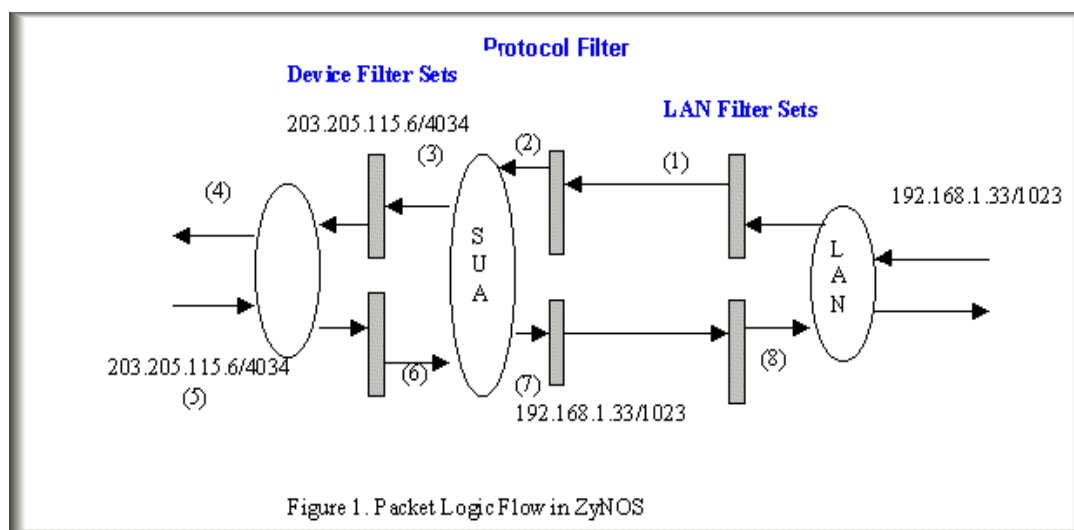 Protocol Filter
Device Filter Sets
LAN Filter Sets
203.205.115.6/4034
(1)
(2)
(3)
(4)
192.168.1.33/1023
S
U
A
L
A
N
203.205.115.6/4034
(5)
(6)
(7)
(8)
192.168.1.33/1023
Figure 1. Packet Logic Flow in ZyNOS